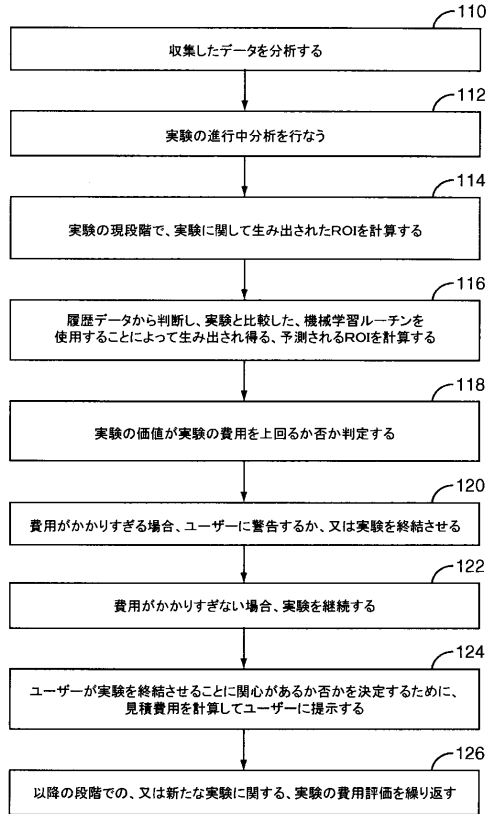 110
収集したデータを分析する
112
実験の進行中分析を行なう
114
実験の現段階で、実験に関して生み出されたROIを計算する
116
履歴データから判断し、実験と比較した、機械学習ルーチンを
使用することによって生み出され得る、予測されるROIを計算する
118
実験の価値が実験の費用を上回るか否か判定する
120
費用がかかりすぎる場合、ユーザーに警告するか、又は実験を終結させる
122
費用がかかりすぎない場合、実験を継続する
124
ユーザーが実験を終結させることに関心があるか否かを決定するために、
見積費用を計算してユーザーに提示する
126
以降の段階での、又は新たな実験に関する、実験の費用評価を繰り返す